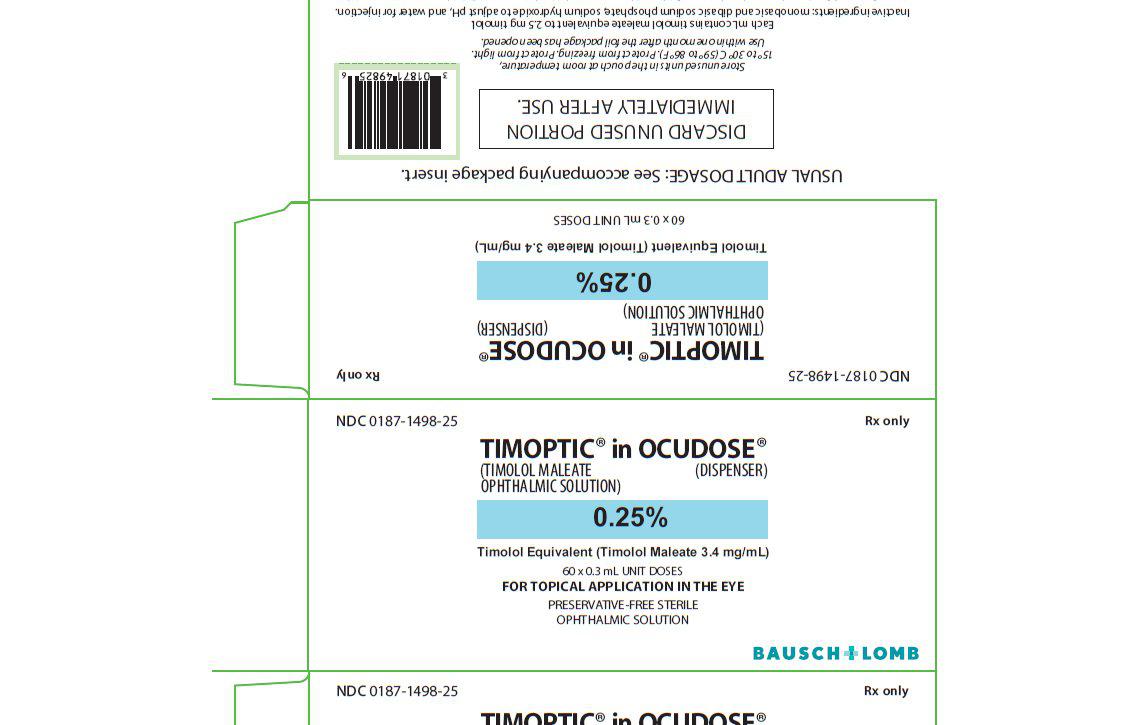 NDC 0187-1498-25 Rx only
TIMOPTIC® in OCUDOSE®
(TIMOLOL MALEATE (DISPENSER)
OPHTHALMIC SOLUTION)
0.25%
Timolol Equivalent (Timolol Maleate 3.4 mg/mL)
60 x 0.3 mL UNIT DOSES
USUAL ADULT DOSAGE: See accompanying package insert.
DISCARD UNUSED PORTION
IMMEDIATELY AFTER USE.
3 01871 49825 6
Store unused units in the pouch at room temperature,
15° to 30° C (59° to 86° F). Protect from freezing. Protect from light.
Use within one month after the foil package has been opened.
Each mL contains timolol maleate equivalent to 2.5 mg timolol
Inactive ingredients: monobasic and dibasic sodium phosphate, sodium hydroxide to adjust pH, and water for injection.
NDC 0187-1498-25 Rx only
TIMOPTIC® in OCUDOSE®
(TIMOLOL MALEATE (DISPENSER)
OPHTHALMIC SOLUTION)
0.25%
Timolol Equivalent (Timolol Maleate 3.4 mg/mL)
60 x 0.3 mL UNIT DOSES
FOR TOPICAL APPLICATION IN THE EYE
PRESERVATIVE-FREE STERILE
OPHTHALMIC SOLUTION
BAUSCH + LOMB
NDC 0187-1498-25 Rx only
TIMOPTIC® in OCUDOSE®